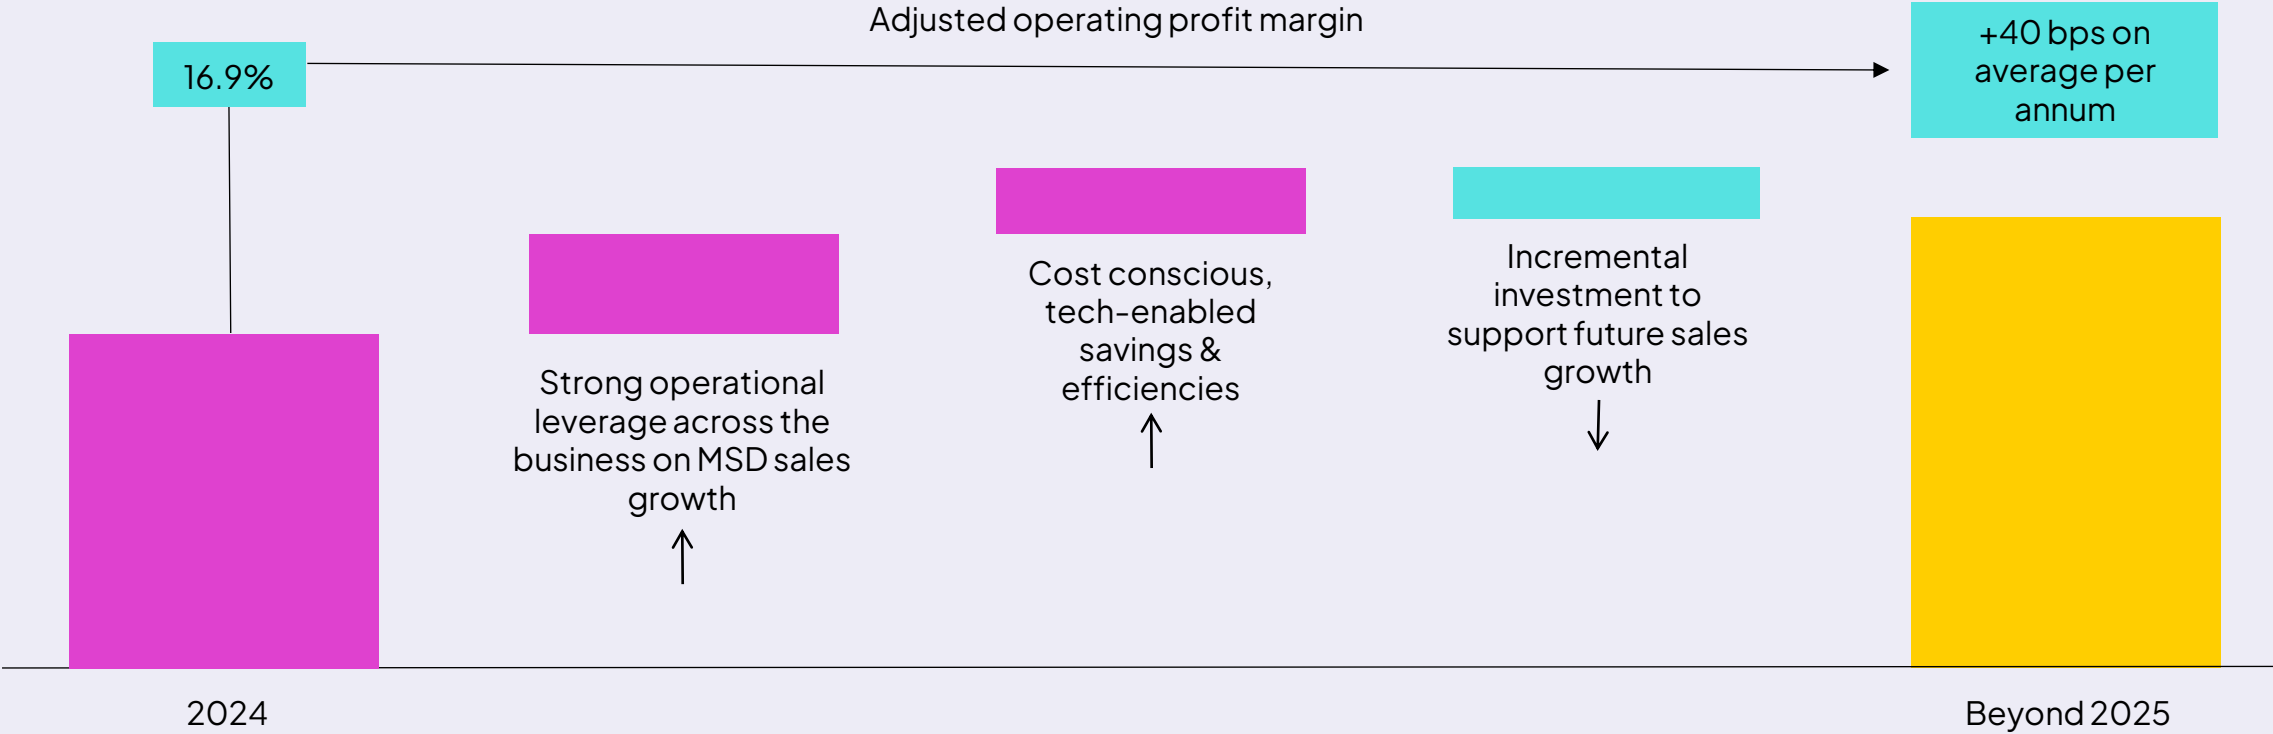 Adjusted operating profit margin
16.9%
+40 bps on
average per
annum
Strong operational
leverage across the
business on MSD sales
growth
Cost conscious,
tech-enabled
savings &
efficiencies
Incremental
investment to
support future sales
growth
2024
Beyond 2025